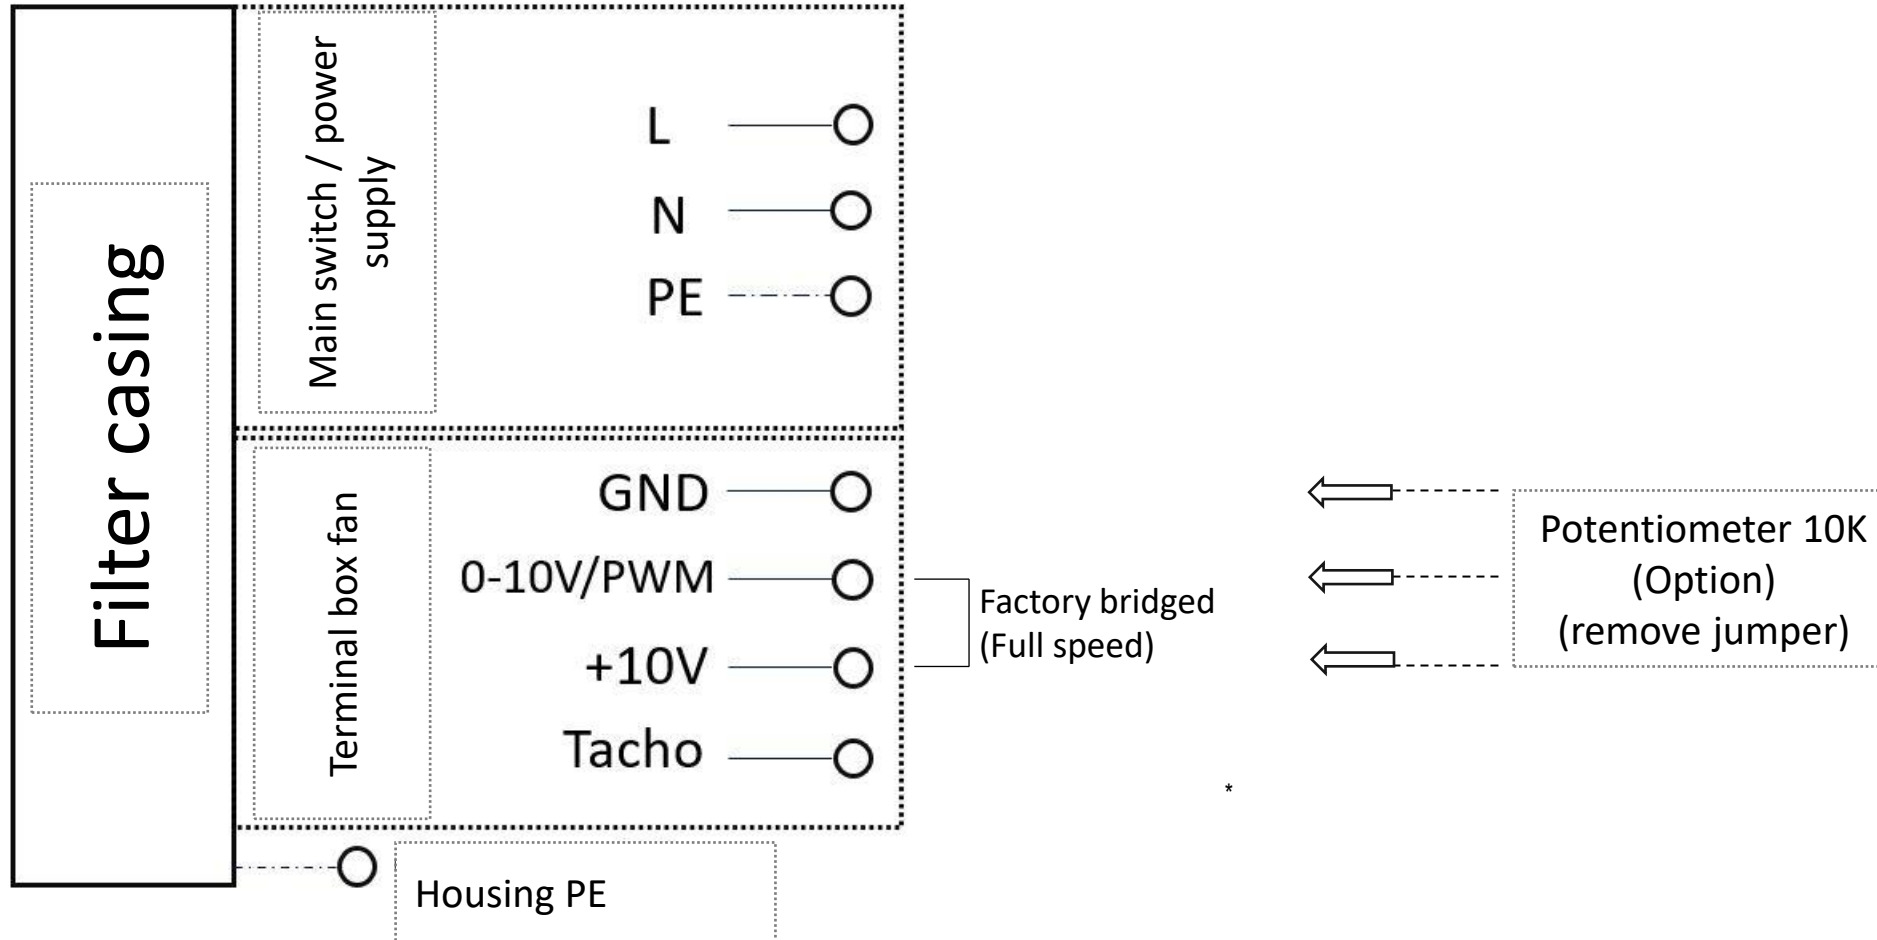 Filter casing
Main switch / power
supply
L
N
PE
Terminal box fan
GND
0-10V/PWM
+10V
Tacho
Factory bridged
(Full speed)
Potentiometer 10K
(Option)
(remove jumper)
*
Housing PE